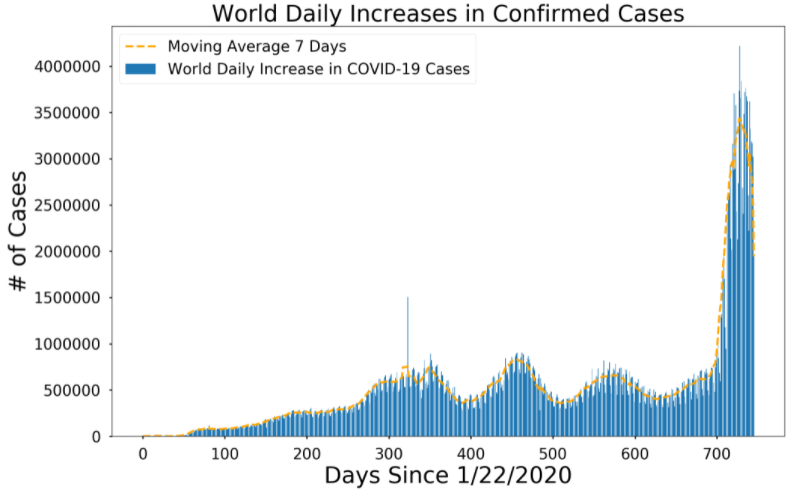 World Daily Increases in Confirmed Cases
Moving Average 7 Days
World Daily Increase in COVID-19 Cases
4000000
3500000
3000000
2500000
2000000
1500000
1000000
500000
0
# of Cases
0 100 200 300 400 500 600 700
Days Since 1/22/2020